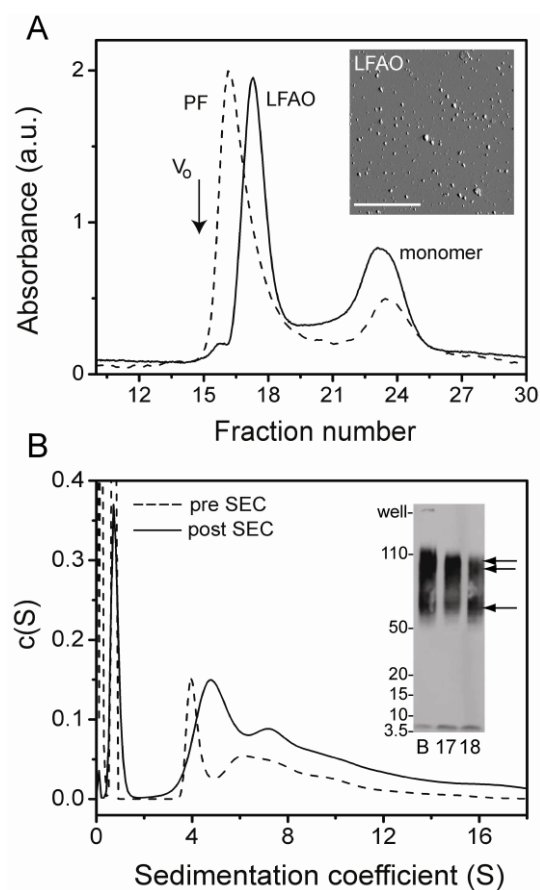 A
2
1
0
Absorbance (a.u.)
PF
LFAO
Vo
monomer
LFAO
12 15 18 21 24 27 30
Fraction number
B
0.4
0.3
0.2
0.1
0.0
c(S)
pre SEC
post SEC
well-
110-
50-
20-
15-
10-
3.5-
B 17 18
0 4 8 12 16
Sedimentation coefficient (S)